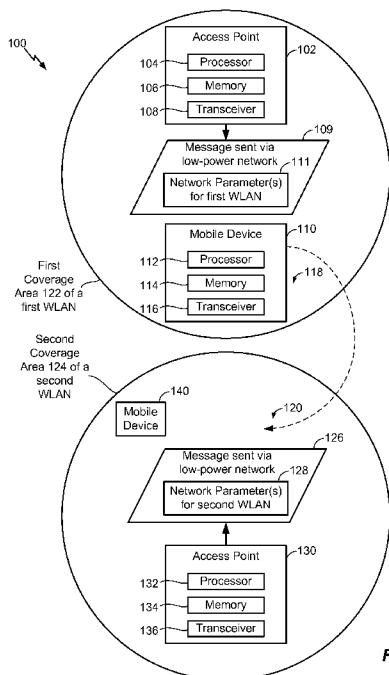 100
Access Point
102
104
Processor
106
Memory
108
Transceiver
109
Message sent via
low-power network
111
Network Parameter(s)
for first WLAN
110
Mobile Device
112
Processor
118
114
Memory
116
Transceiver
First
Coverage
Area 122 of a
first WLAN
Second
Coverage
Area 124 of a
second
WLAN
140
Mobile
Device
120
126
Message sent via
low-power network
128
Network Parameter(s)
for second WLAN
130
Access Point
132
Processor
134
Memory
136
Transceiver